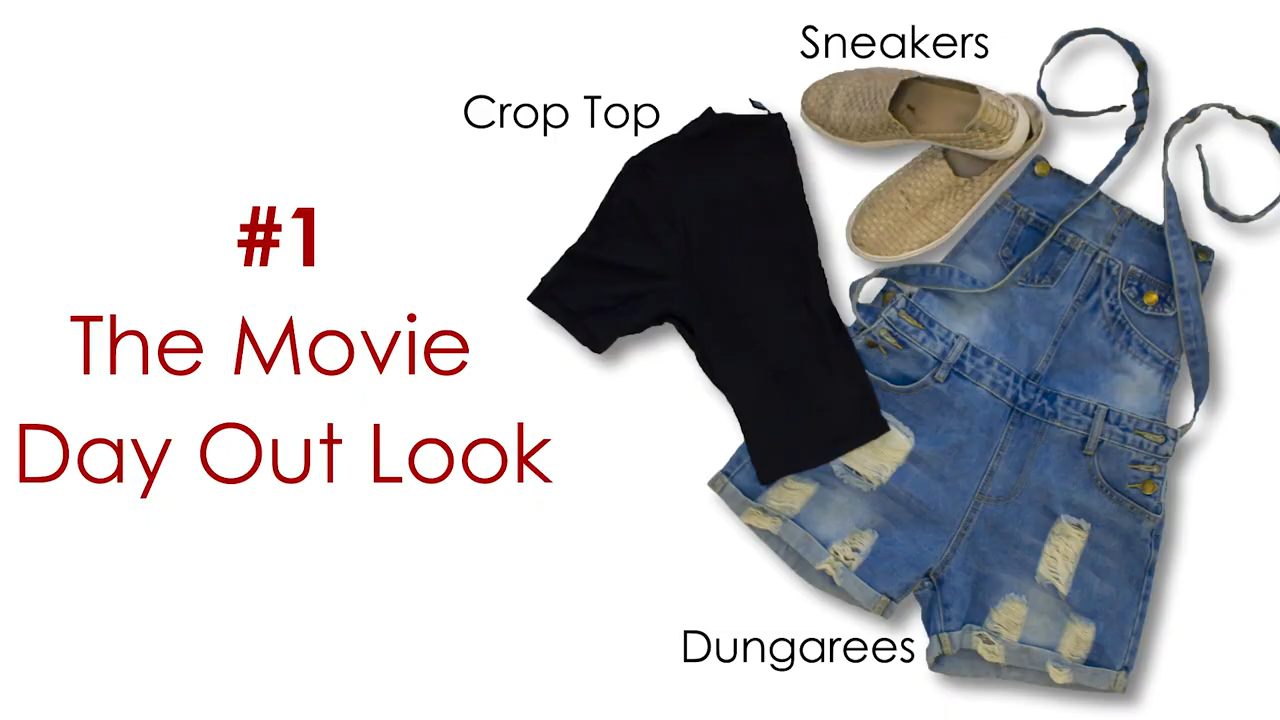 #1
The Movie
Day Out Look
Crop Top
Sneakers
Dungarees